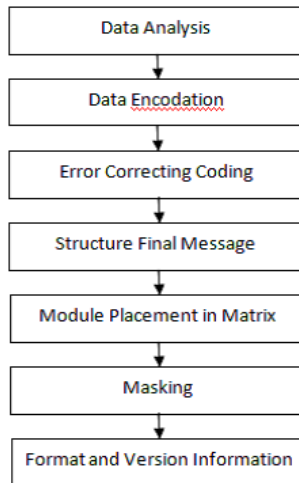 Data Analysis
Data Encodation
Error Correcting Coding
Structure Final Message
Module Placement in Matrix
Masking
Format and Version Information